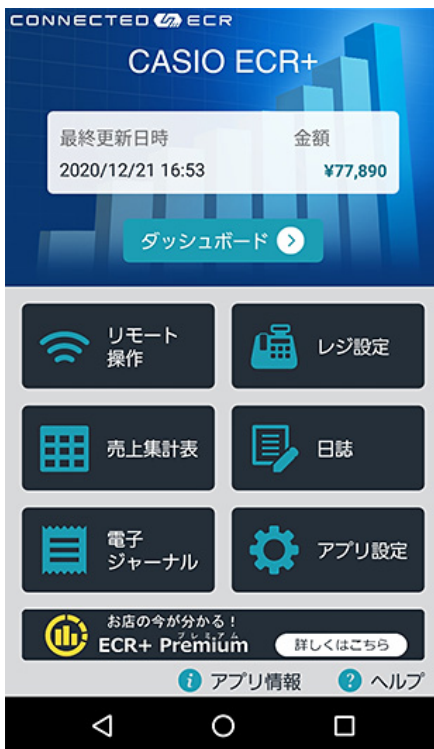 CONNECTED ECR
CASIO ECR+
最終更新日時 金額
2020/12/21 16:53 ¥77,890
ダッシュボード
リモート
操作
レジ設定
売上集計表
日誌
電子
ジャーナル
アプリ設定
お店の今が分かる!
プレミアム
ECR+ Premium
詳しくはこちら
アプリ情報
ヘルプ